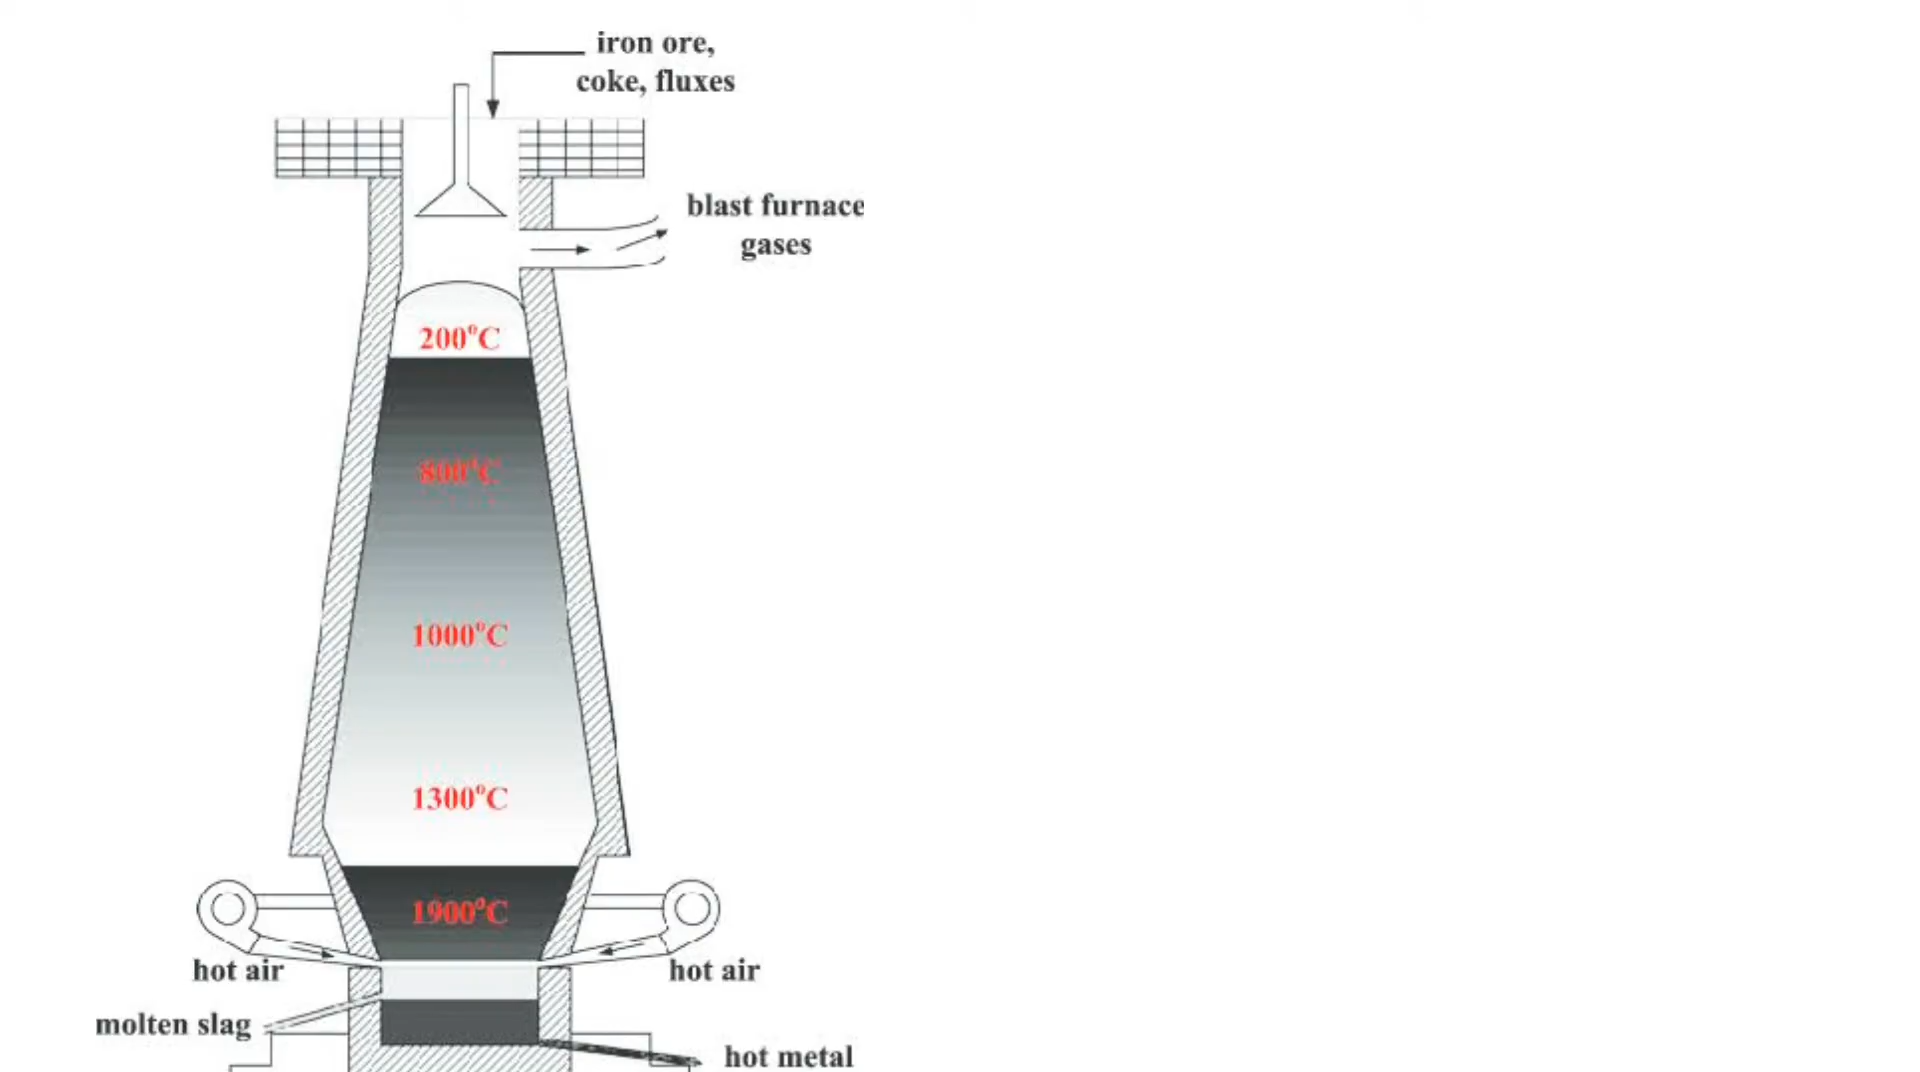 iron ore,
coke, fluxes
blast furnace
gases
200°C
800°C
1000°C
1300°C
1900°C
hot air
hot air
molten slag
hot metal